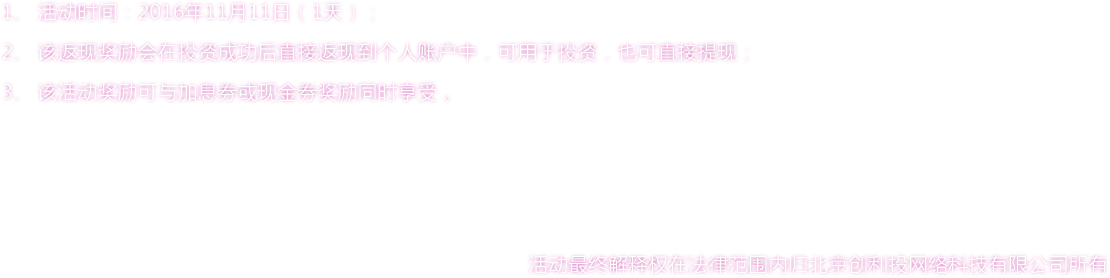 1、 活动时间：2016年11月11日（1天）；
2、 该返现奖励会在投资成功后直接返现到个人账户中，可用于投资，也可直接提现；
3、 该活动奖励可与加息券或现金券奖励同时享受。
活动最终解释权在法律范围内归北京创利投网络科技有限公司所有